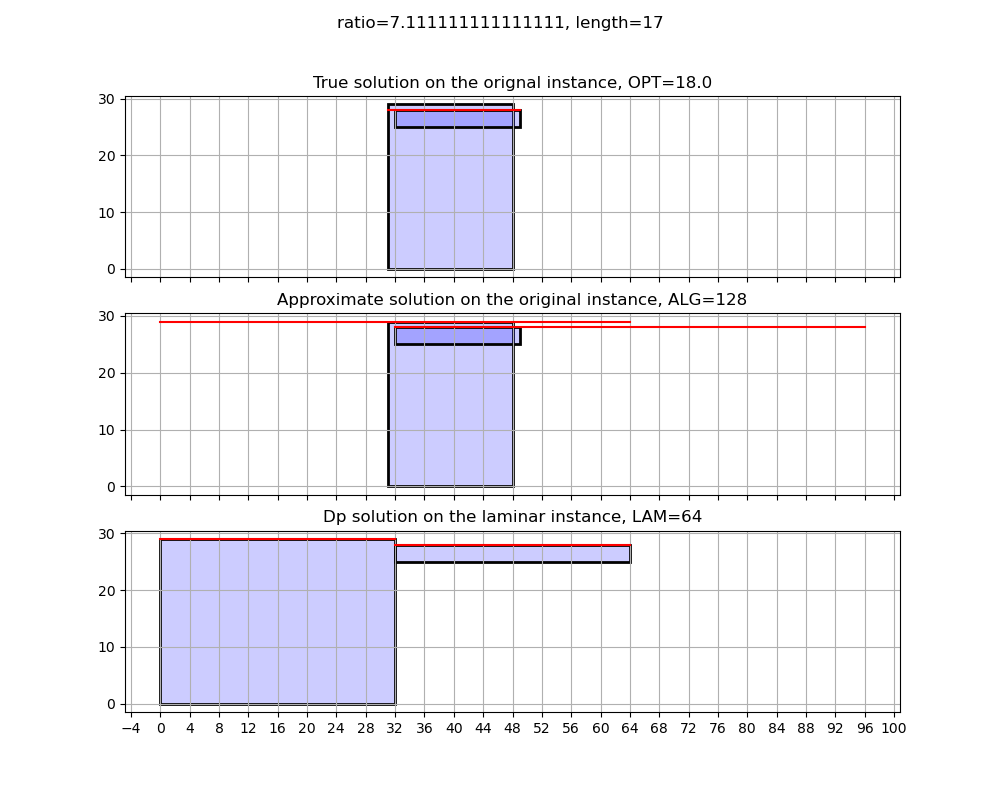 ratio=7.111111111111111, length=17
True solution on the orignal instance, OPT=18.0
30
20
10
0
Approximate solution on the original instance, ALG=128
30
20
10
0
Dp solution on the laminar instance, LAM=64
30
20
10
0
−4 0 4 8 12 16 20 24 28 32 36 40 44 48 52 56 60 64 68 72 76 80 84 88 92 96 100